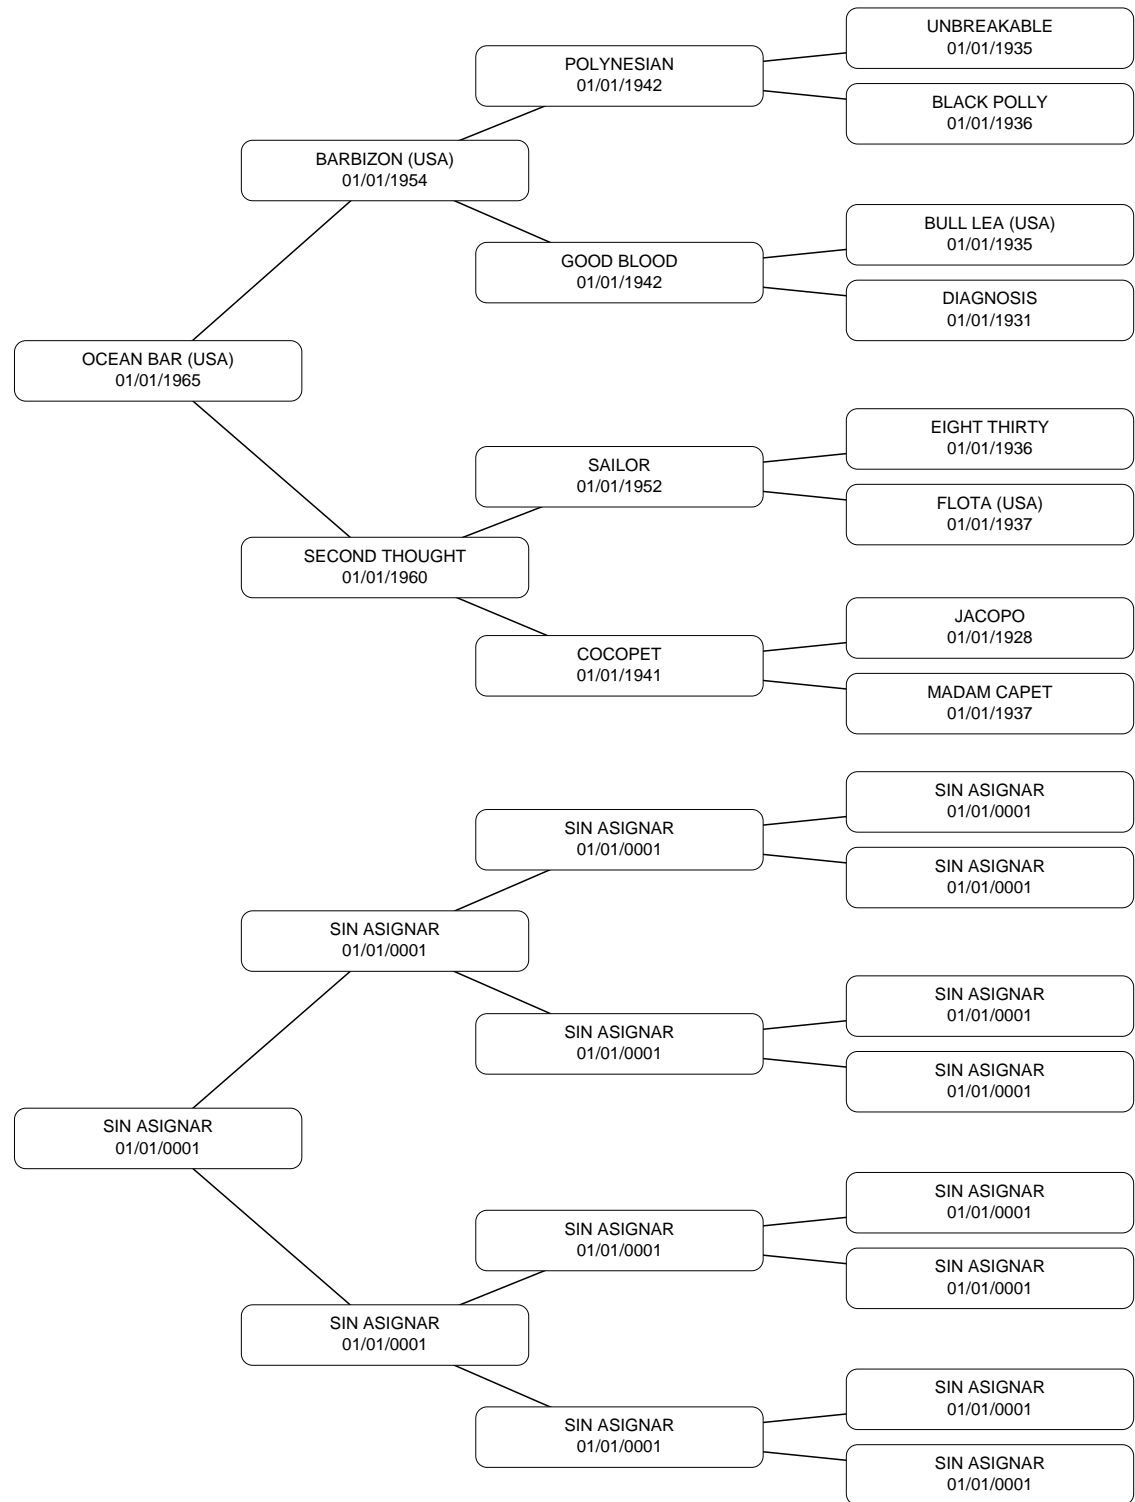 UNBREAKABLE
01/01/1935
POLYNESIAN
01/01/1942
BLACK POLLY
01/01/1936
BARBIZON (USA)
01/01/1954
BULL LEA (USA)
01/01/1935
GOOD BLOOD
01/01/1942
DIAGNOSIS
01/01/1931
OCEAN BAR (USA)
01/01/1965
EIGHT THIRTY
01/01/1936
SAILOR
01/01/1952
FLOTA (USA)
01/01/1937
SECOND THOUGHT
01/01/1960
JACOPO
01/01/1928
COCOPET
01/01/1941
MADAM CAPET
01/01/1937
SIN ASIGNAR
01/01/0001
SIN ASIGNAR
01/01/0001
SIN ASIGNAR
01/01/0001
SIN ASIGNAR
01/01/0001
SIN ASIGNAR
01/01/0001
SIN ASIGNAR
01/01/0001
SIN ASIGNAR
01/01/0001
SIN ASIGNAR
01/01/0001
SIN ASIGNAR
01/01/0001
SIN ASIGNAR
01/01/0001
SIN ASIGNAR
01/01/0001
SIN ASIGNAR
01/01/0001
SIN ASIGNAR
01/01/0001
SIN ASIGNAR
01/01/0001
SIN ASIGNAR
01/01/0001